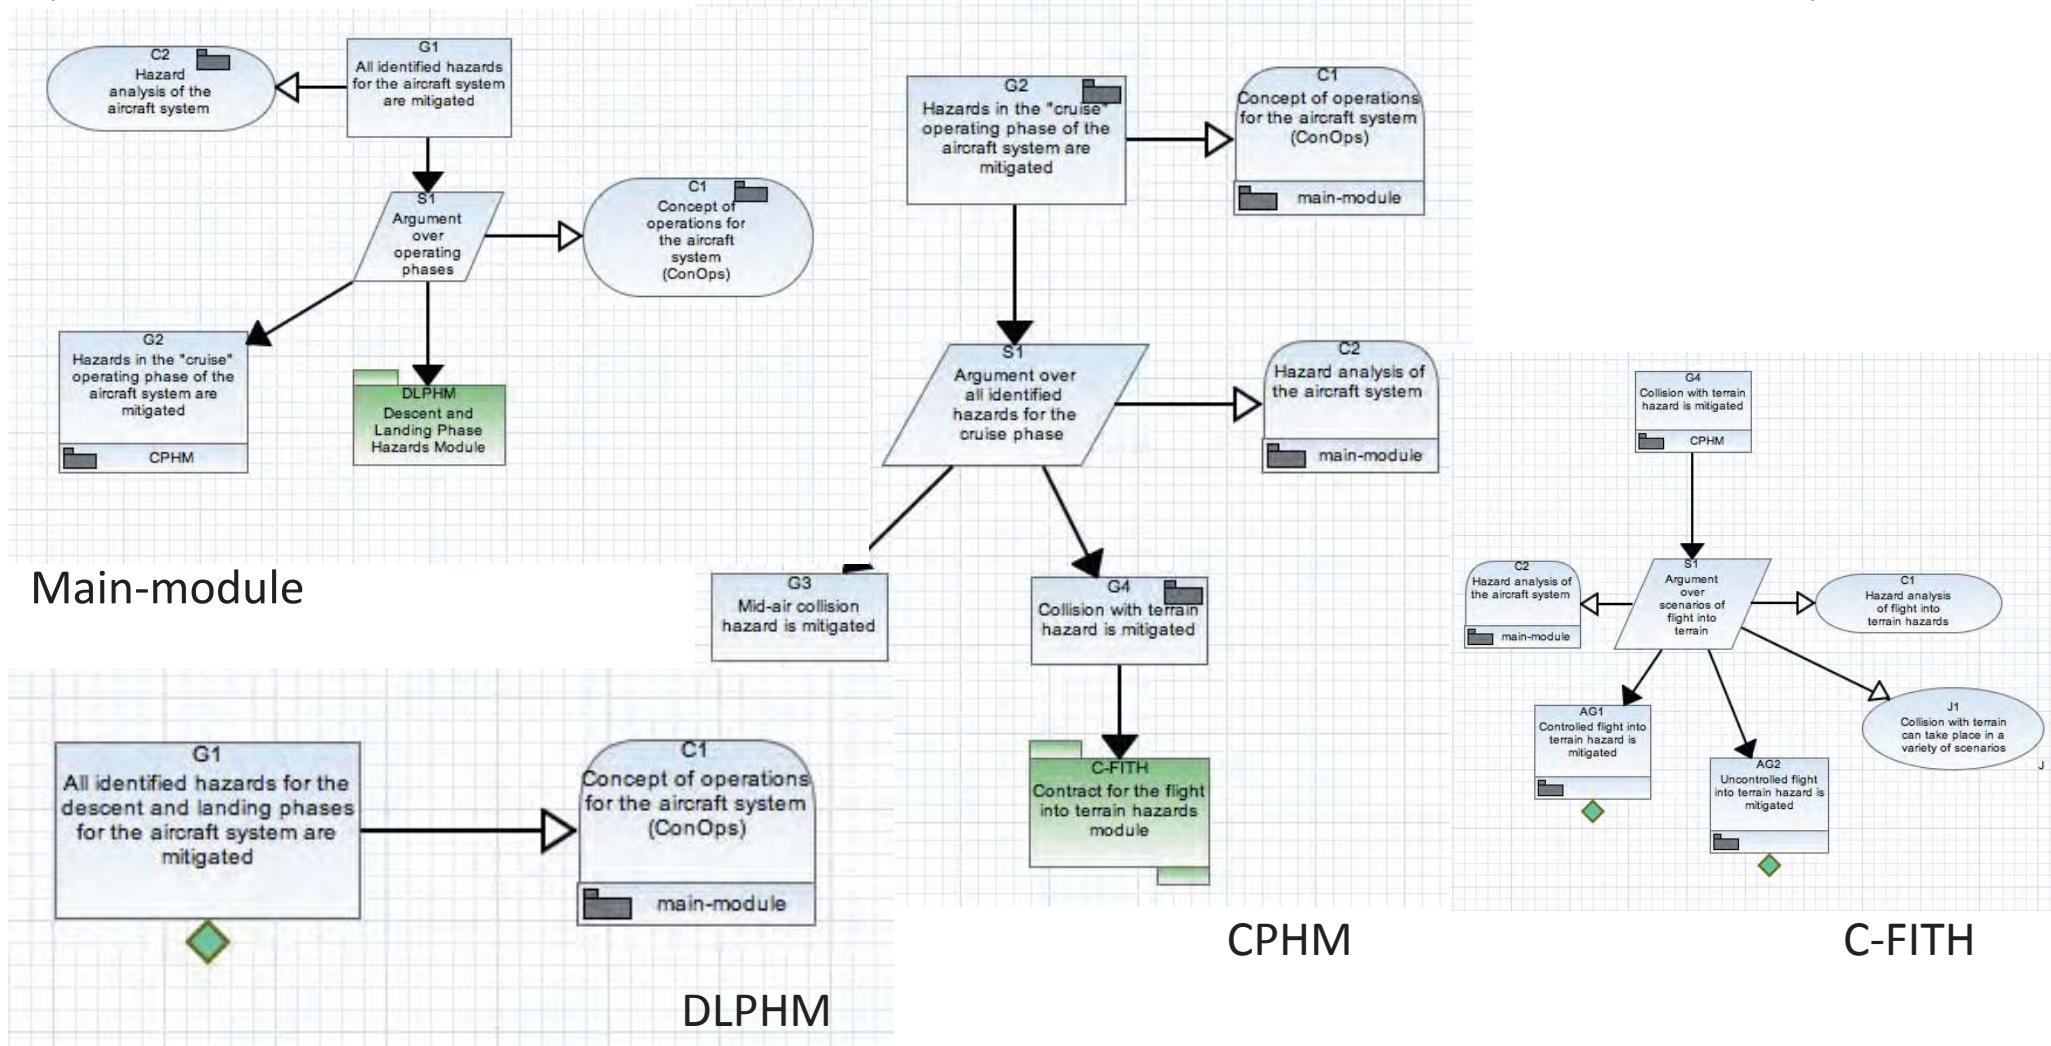 C2
Hazard
analysis of the
aircraft system
G1
All identified hazards
for the aircraft system
are mitigated
S1
Argument
over
operating
phases
C1
Concept of
operations for
the aircraft
system
(ConOps)
G2
Hazards in the "cruise"
operating phase of the
aircraft system are
mitigated
CPHM
DLPHM
Descent and
Landing Phase
Hazards Module
Main-module
G2
Hazards in the "cruise"
operating phase of the
aircraft system are
mitigated
C1
Concept of operations
for the aircraft system
(ConOps)
main-module
S1
Argument over
all identified
hazards for the
cruise phase
C2
Hazard analysis of
the aircraft system
main-module
G3
Mid-air collision
hazard is mitigated
G4
Collision with terrain
hazard is mitigated
C-FITH
Contract for the flight
into terrain hazards
module
CPHM
G4
Collision with terrain
hazard is mitigated
CPHM
C2
Hazard analysis of
the aircraft system
main-module
S1
Argument
over
scenarios of
flight into
terrain
C1
Hazard analysis
of flight into
terrain hazards
AG1
Controlled flight into
terrain hazard is
mitigated
AG2
Uncontrolled flight
into terrain hazard is
mitigated
J1
Collision with terrain
can take place in a
variety of scenarios
J
C-FITH
G1
All identified hazards for the
descent and landing phases
for the aircraft system are
mitigated
C1
Concept of operations
for the aircraft system
(ConOps)
main-module
DLPHM